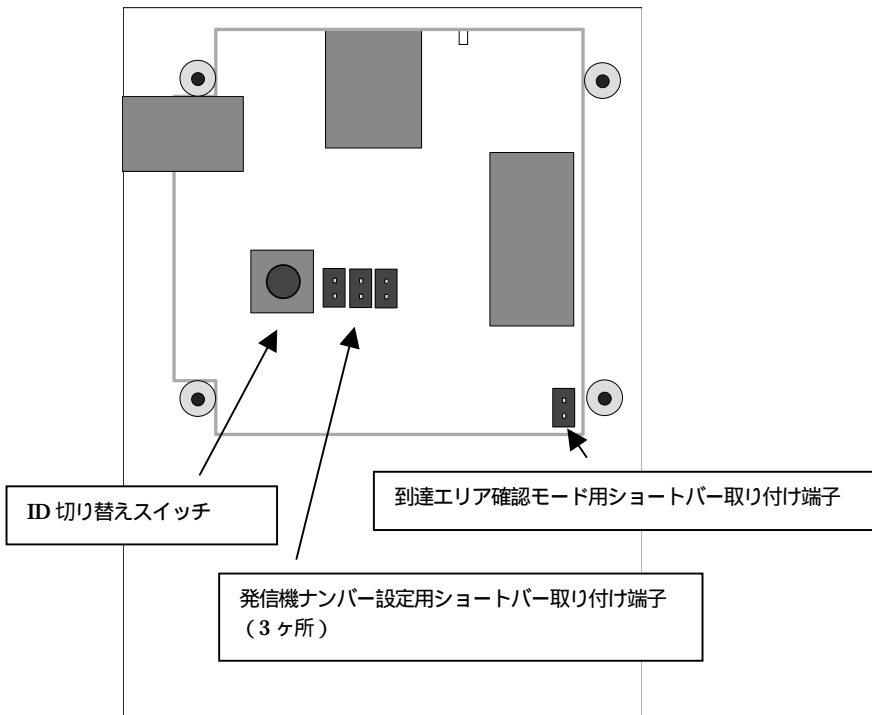 ID 切り替えスイッチ
到達エリア確認モード用ショートバー取り付け端子
発信機ナンバー設定用ショートバー取り付け端子
（3 ヶ所）